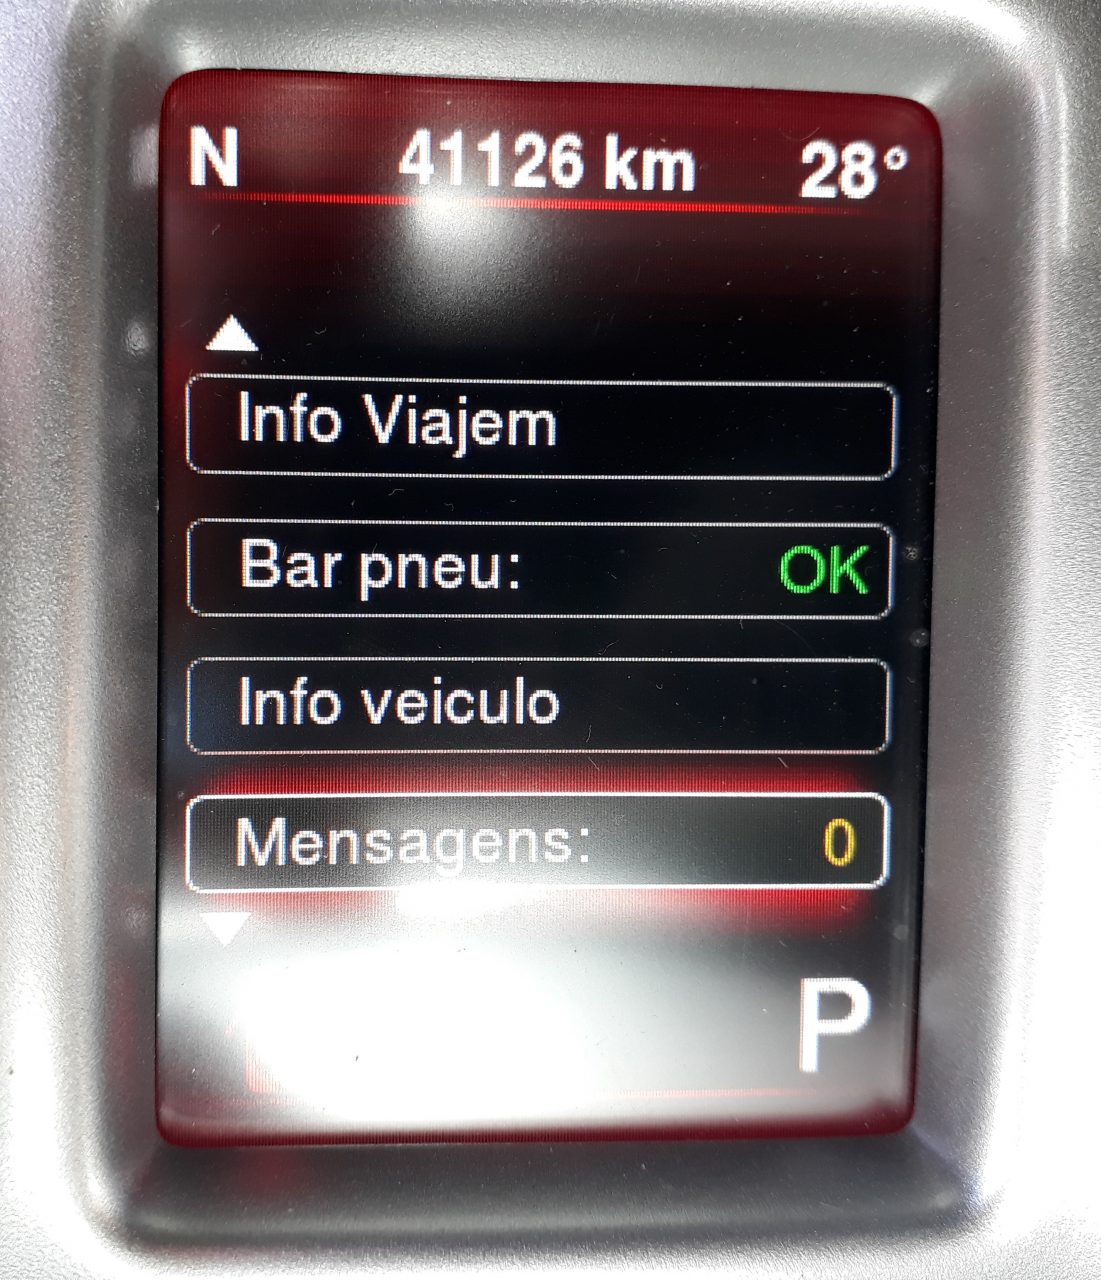 N 41126 km 28°
Info Viajem
Bar pneu: OK
Info veiculo
Mensagens: 0
P